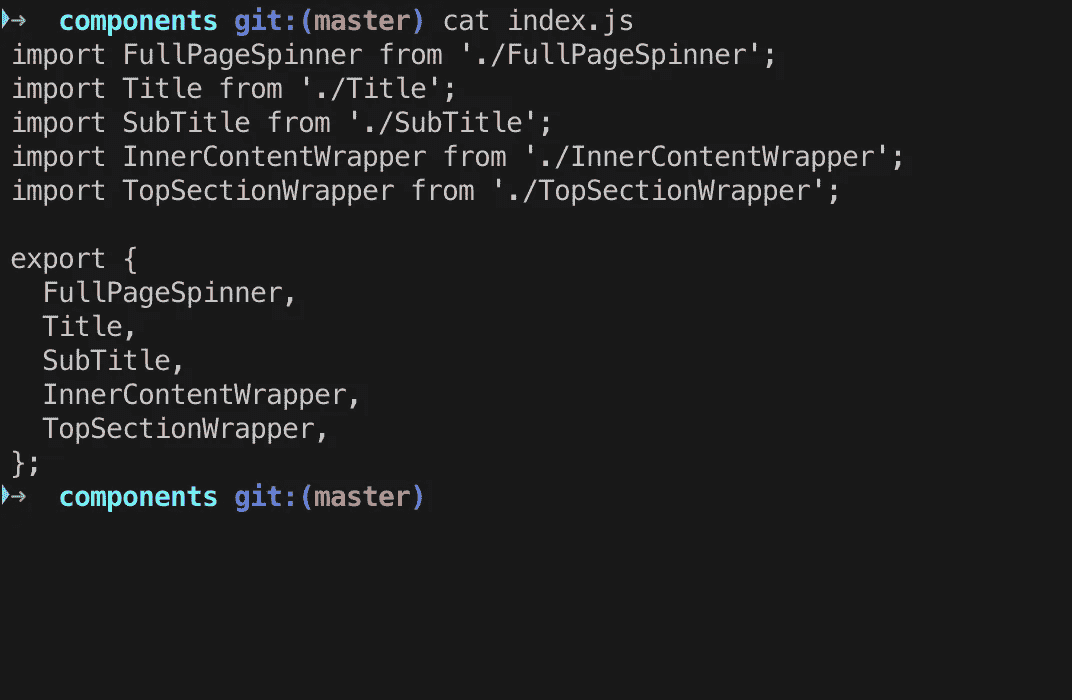 →  components git:(master) cat index.js
import FullPageSpinner from './FullPageSpinner';
import Title from './Title';
import SubTitle from './SubTitle';
import InnerContentWrapper from './InnerContentWrapper';
import TopSectionWrapper from './TopSectionWrapper';

export {
  FullPageSpinner,
  Title,
  SubTitle,
  InnerContentWrapper,
  TopSectionWrapper,
};
→  components git:(master)